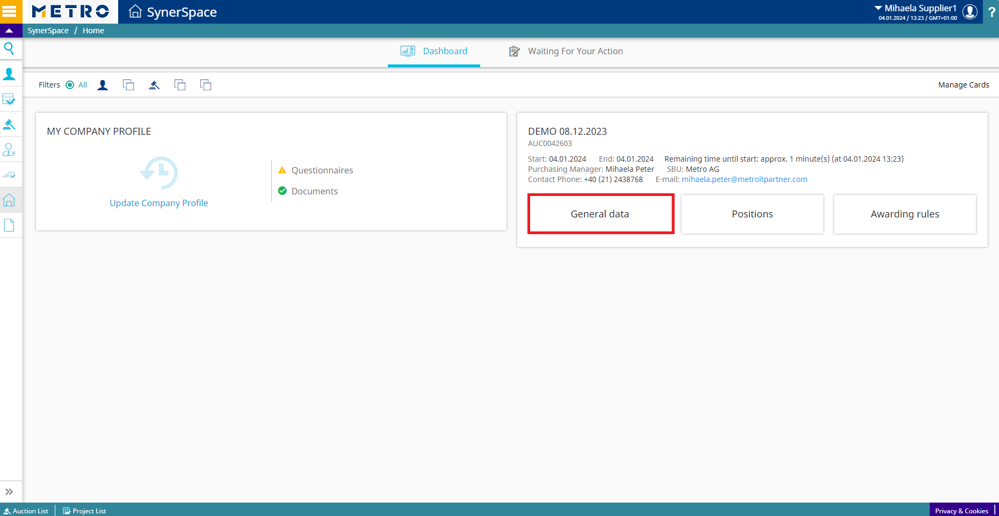 METRO
SynerSpace
Mihaela Supplier1
04.01.2024 / 13:23 / GMT+01:00
?
SynerSpace / Home
Dashboard
Waiting For Your Action
Filters All
Manage Cards
MY COMPANY PROFILE
Update Company Profile
Questionnaires
Documents
DEMO 08.12.2023
AUC0042603
Start: 04.01.2024 End: 04.01.2024 Remaining time until start: approx. 1 minute(s) (at 04.01.2024 13:23)
Purchasing Manager: Mihaela Peter SBU: Metro AG
Contact Phone: +40 (21) 2438768 E-mail: mihaela.peter@metroitpartner.com
General data
Positions
Awarding rules
Auction List
Project List
Privacy & Cookies